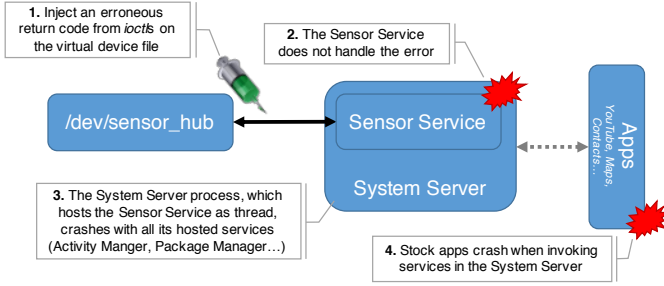 1. Inject an erroneous
return code from ioctls on
the virtual device file
2. The Sensor Service
does not handle the error
/dev/sensor_hub
Sensor Service
System Server
Apps
YouTube, Maps,
Contacts...
3. The System Server process, which
hosts the Sensor Service as thread,
crashes with all its hosted services
(Activity Manger, Package Manager...)
4. Stock apps crash when invoking
services in the System Server